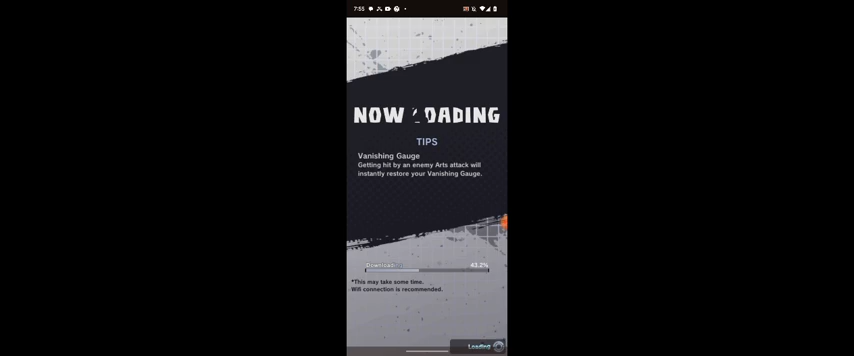 7:55
NOW LOADING
TIPS
Vanishing Gauge
Getting hit by an enemy Arts attack will
instantly restore your Vanishing Gauge.
Downloading 43.2%
*This may take some time.
Wifi connection is recommended.
Loading